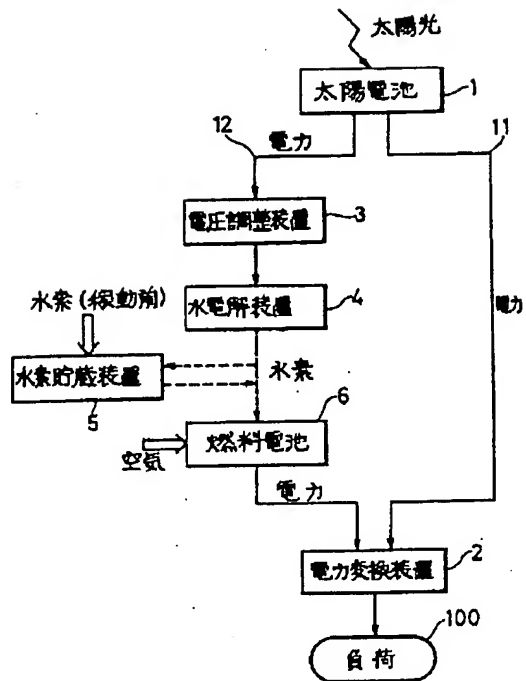 太陽光
太陽電池
1
12
電力
11
電圧調整装置
3
水電解装置
4
電力
水素(稼動前)
水素貯蔵装置
5
水素
6
燃料電池
空気
電力
電力変換装置
2
100
負荷